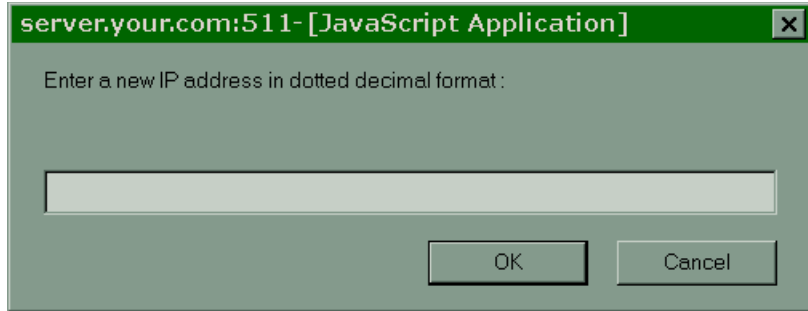 server.your.com:511-[JavaScript Application]
Enter a new IP address in dotted decimal format :
OK
Cancel